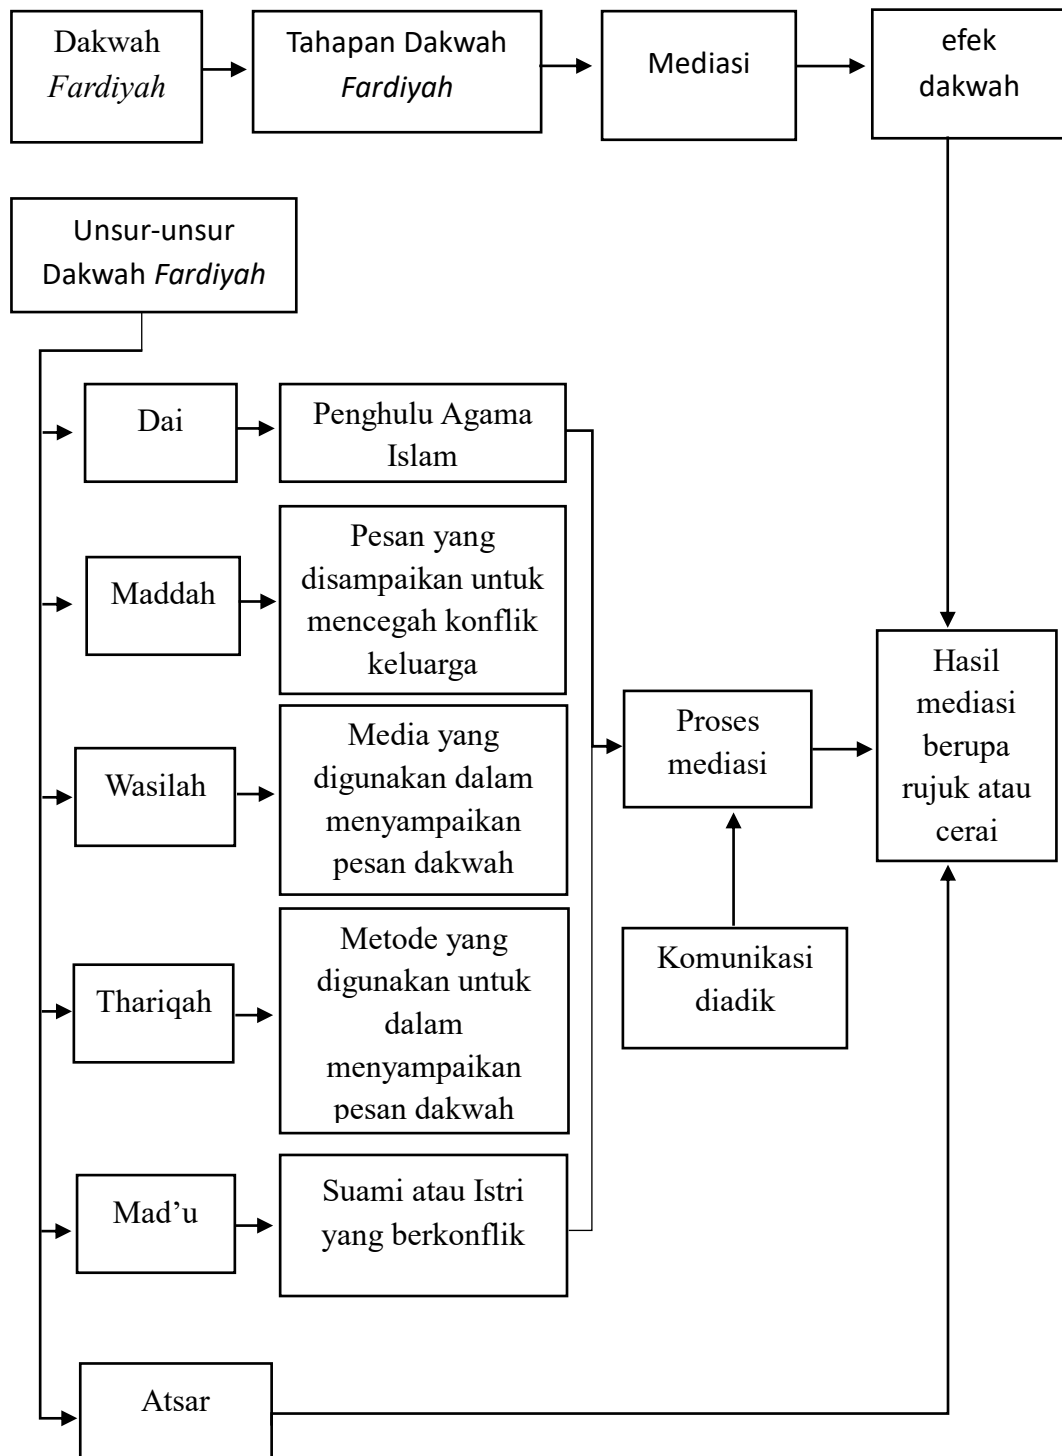 Dakwah
Fardiyah
Tahapan Dakwah
Fardiyah
Mediasi
efek
dakwah
Unsur-unsur
Dakwah Fardiyah
Dai
Penghulu Agama
Islam
Maddah
Pesan yang
disampaikan untuk
mencegah konflik
keluarga
Wasilah
Media yang
digunakan dalam
menyampaikan
pesan dakwah
Thariqah
Metode yang
digunakan untuk
dalam
menyampaikan
pesan dakwah
Mad’u
Suami atau Istri
yang berkonflik
Atsar
Proses
mediasi
Komunikasi
diadik
Hasil
mediasi
berupa
rujuk atau
cerai